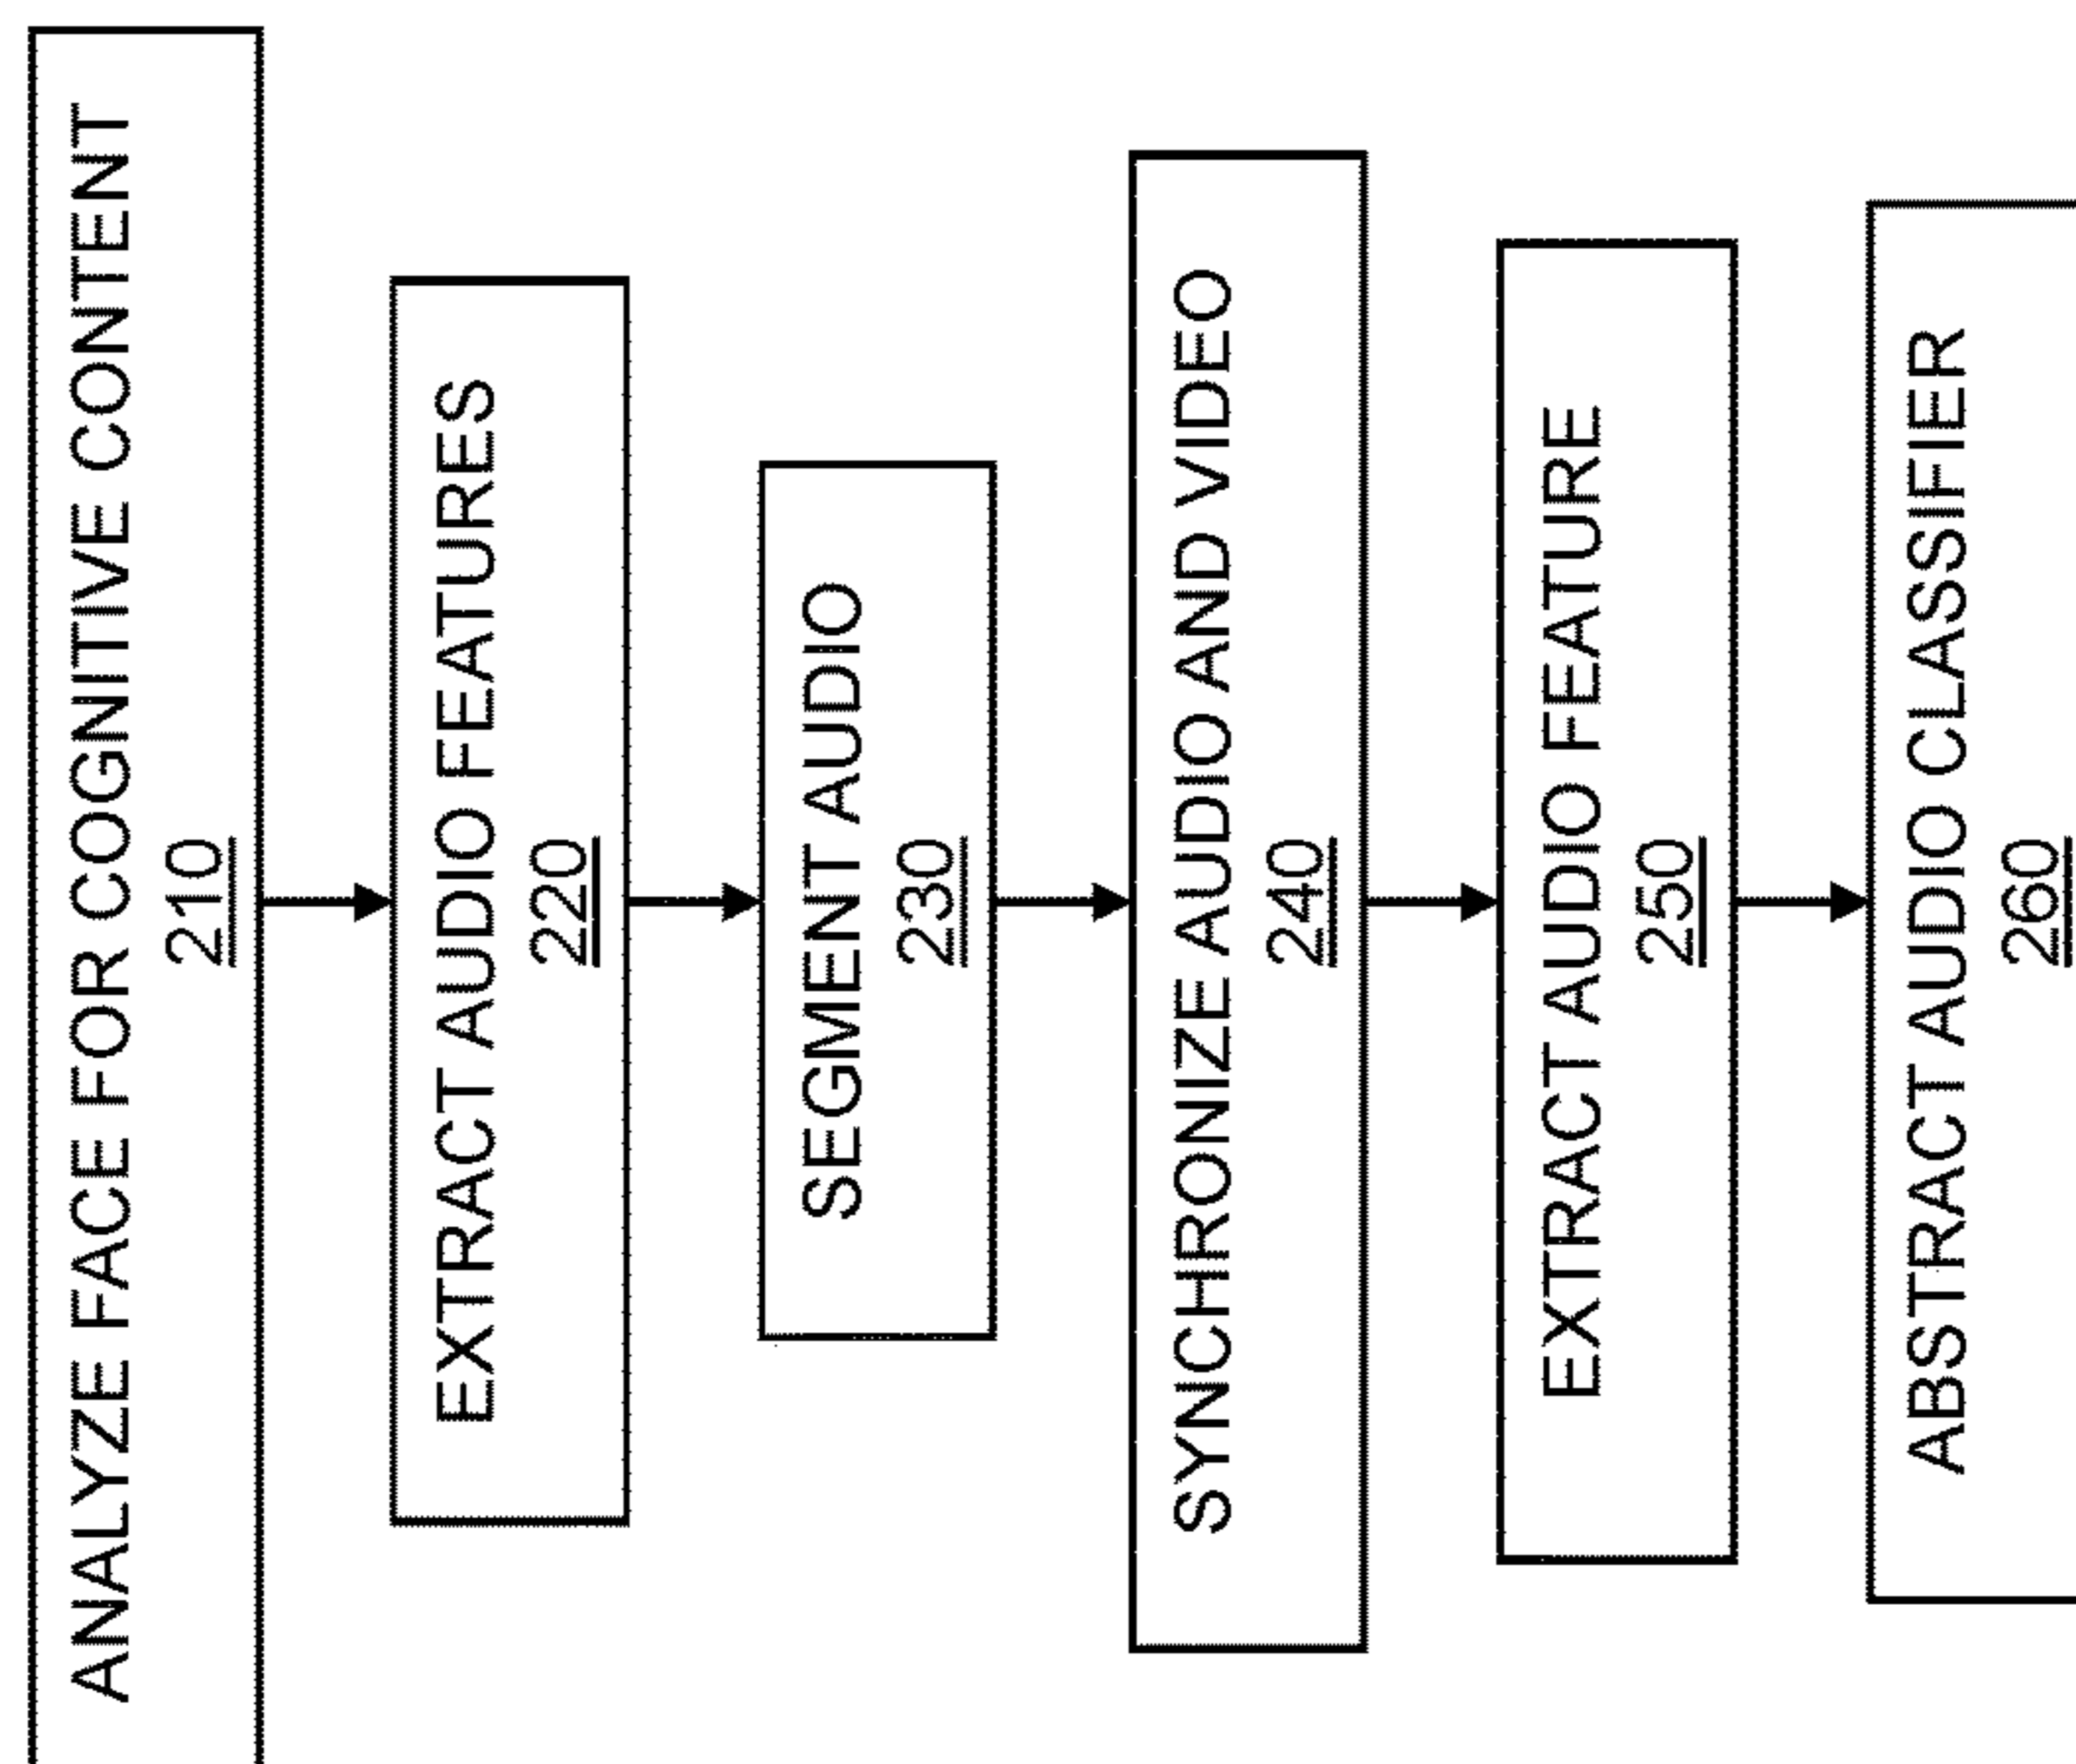 ANALYZE FACE FOR COGNITIVE CONTENT
210
EXTRACT AUDIO FEATURES
220
SEGMENT AUDIO
230
SYNCHRONIZE AUDIO AND VIDEO
240
EXTRACT AUDIO FEATURE
250
ABSTRACT AUDIO CLASSIFIER
260